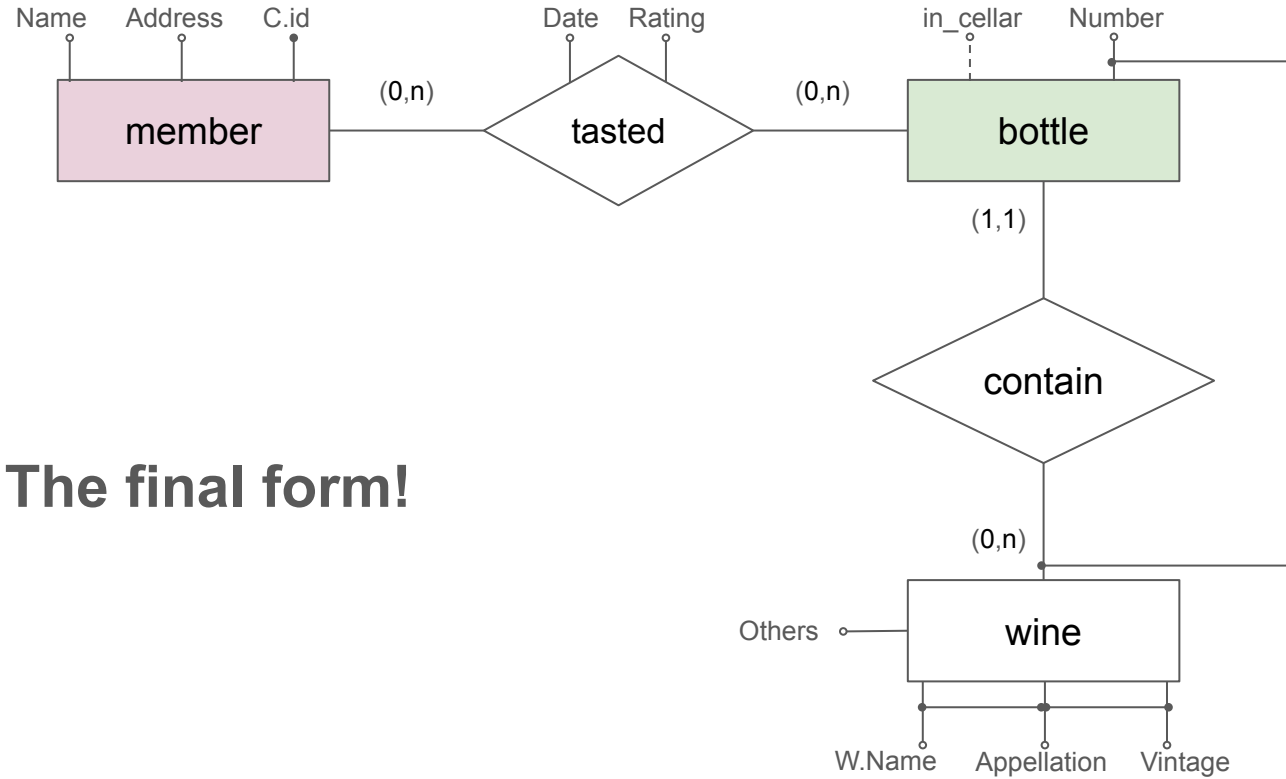 Name Address C.id Date Rating in_cellar Number
(0,n) (0,n)
member tasted bottle
(1,1)
contain
The final form!
(0,n)
Others wine
W.Name Appellation Vintage